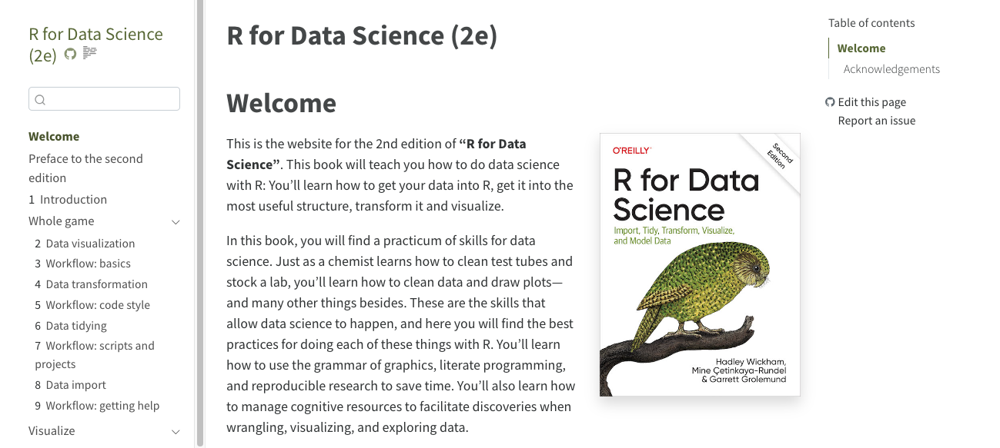 R for Data Science
(2e)
Welcome
Preface to the second
edition
1 Introduction
Whole game
2 Data visualization
3 Workflow: basics
4 Data transformation
5 Workflow: code style
6 Data tidying
7 Workflow: scripts and
projects
8 Data import
9 Workflow: getting help
Visualize
R for Data Science (2e)
Welcome
This is the website for the 2nd edition of “R for Data
Science”. This book will teach you how to do data science
with R: You’ll learn how to get your data into R, get it into the
most useful structure, transform it and visualize.
In this book, you will find a practicum of skills for data
science. Just as a chemist learns how to clean test tubes and
stock a lab, you’ll learn how to clean data and draw plots—
and many other things besides. These are the skills that
allow data science to happen, and here you will find the best
practices for doing each of these things with R. You’ll learn
how to use the grammar of graphics, literate programming,
and reproducible research to save time. You’ll also learn how
to manage cognitive resources to facilitate discoveries when
wrangling, visualizing, and exploring data.
O'REILLY
Second
Edition
R for Data
Science
Import, Tidy, Transform, Visualize,
and Model Data
Hadley Wickham,
Mine Çetinkaya-Rundel
& Garrett Grolemund
Table of contents
Welcome
Acknowledgements
Edit this page
Report an issue